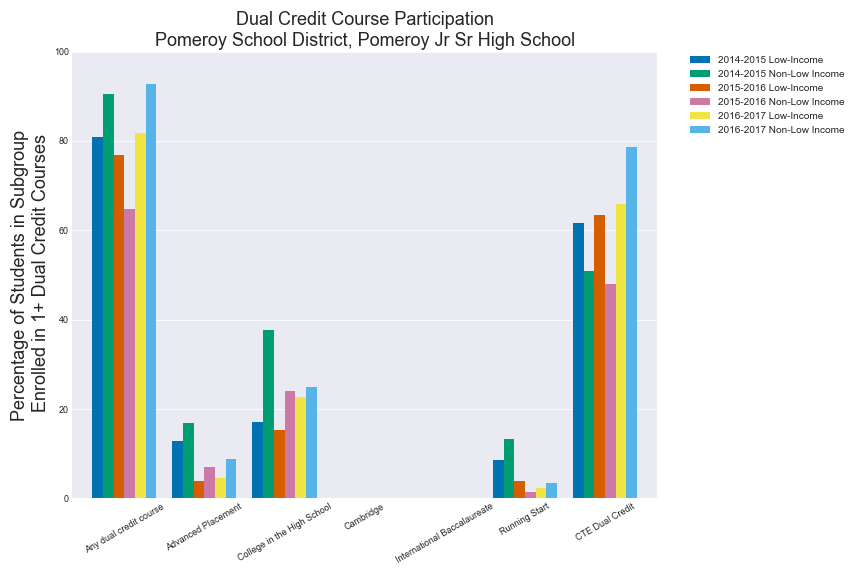 Dual Credit Course Participation
Pomeroy School District, Pomeroy Jr Sr High School
Percentage of Students in Subgroup
Enrolled in 1+ Dual Credit Courses
100
80
60
40
20
0
Any dual credit course
Advanced Placement
College in the High School
Cambridge
International Baccalaureate
Running Start
CTE Dual Credit
2014-2015 Low-Income
2014-2015 Non-Low Income
2015-2016 Low-Income
2015-2016 Non-Low Income
2016-2017 Low-Income
2016-2017 Non-Low Income